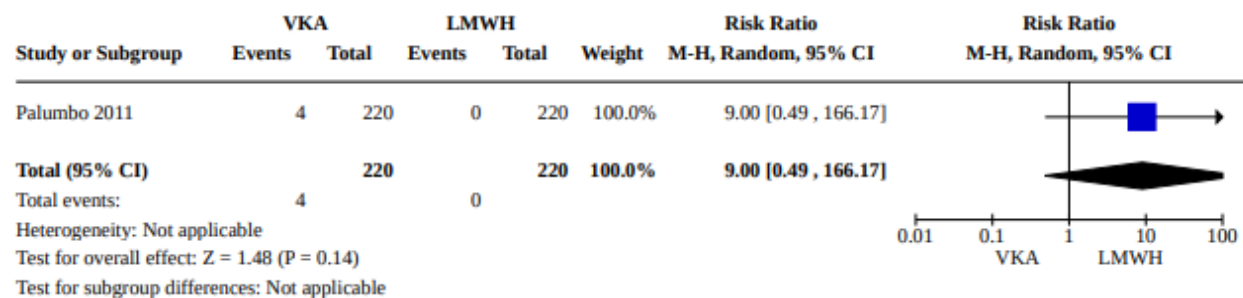 VKA LMWH Risk Ratio Risk Ratio
Study or Subgroup Events Total Events Total Weight M-H, Random, 95% CI M-H, Random, 95% CI
Palumbo 2011 4 220 0 220 100.0% 9.00 [0.49 , 166.17]
Total (95% CI) 220 220 100.0% 9.00 [0.49 , 166.17]
Total events: 4 0
Heterogeneity: Not applicable
Test for overall effect: Z = 1.48 (P = 0.14)
Test for subgroup differences: Not applicable
0.01 0.1 1 10 100
VKA LMWH